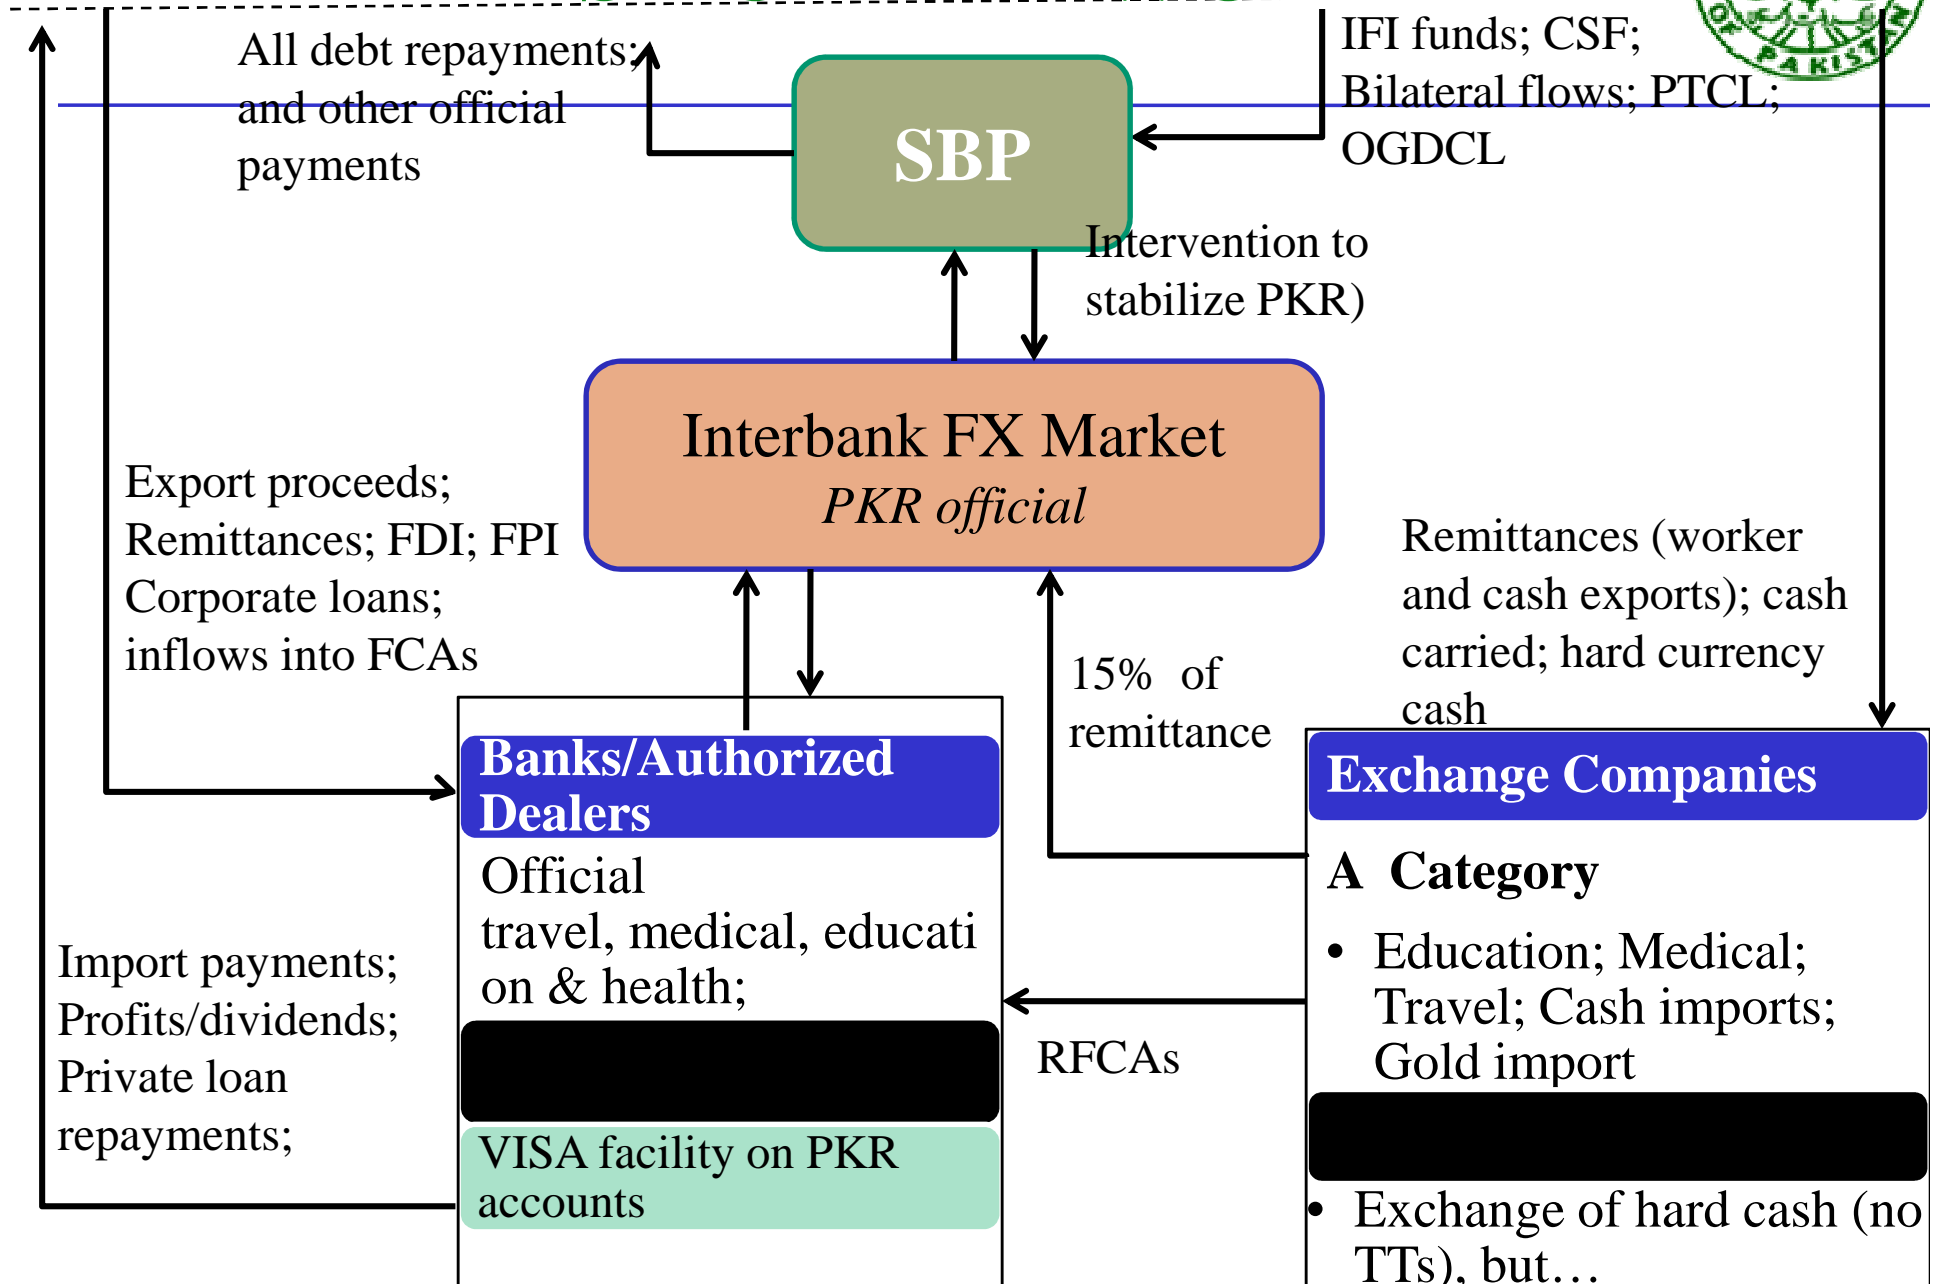 All debt repayments;
and other official
payments
IFI funds; CSF;
Bilateral flows; PTCL;
OGDCL
PAKISTAN
SBP
Intervention to
stabilize PKR)
Interbank FX Market
PKR official
Export proceeds;
Remittances; FDI; FPI
Corporate loans;
inflows into FCAs
Remittances (worker
and cash exports); cash
carried; hard currency
cash
15% of
remittance
Banks/Authorized
Dealers
Official
travel, medical, educati
on & health;
VISA facility on PKR
accounts
Exchange Companies
A Category
• Education; Medical;
Travel; Cash imports;
Gold import
• Exchange of hard cash (no
TTs), but…
RFCAs
Import payments;
Profits/dividends;
Private loan
repayments;